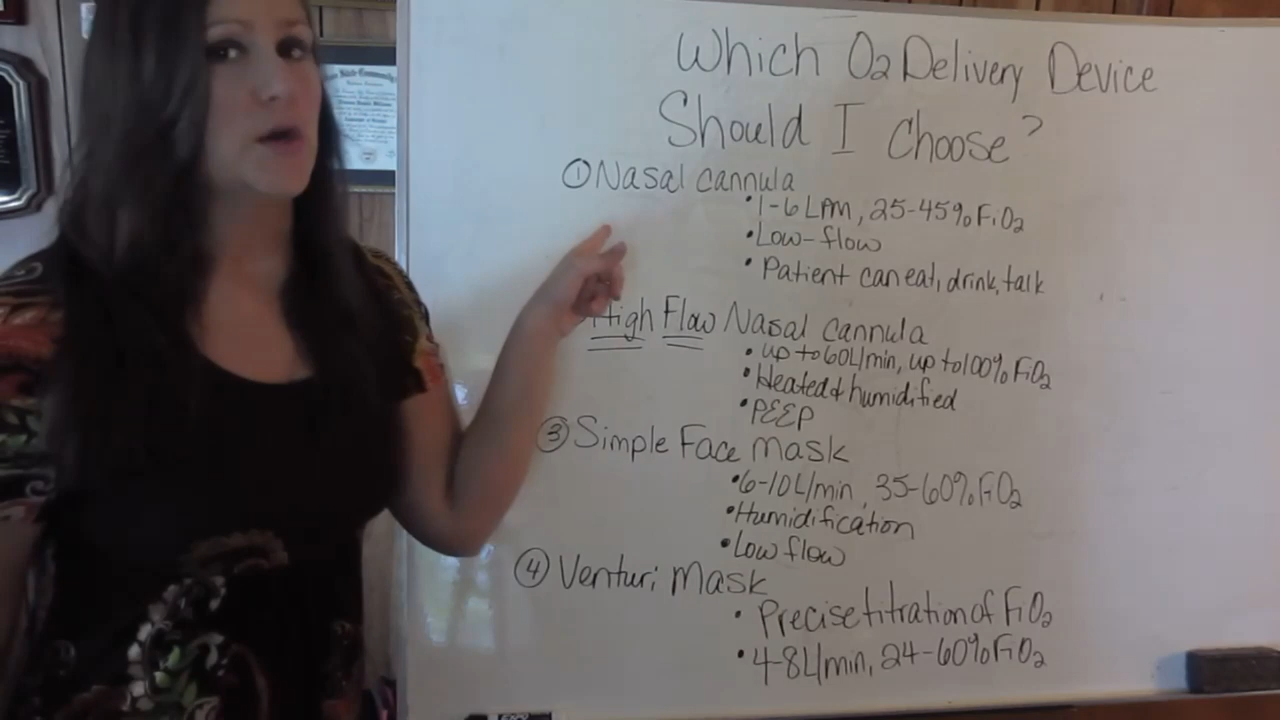 Which O2 Delivery Device
Should I Choose?
① Nasal cannula
• 1-6 LPM, 25-45% FiO2
• Low-flow
• Patient can eat, drink, talk
High Flow Nasal cannula
• up to 60L/min, up to 100% FiO2
• Heated & humidified
• PEEP
③ Simple Face Mask
• 6-10L/min, 35-60% FiO2
• Humidification
• Low flow
④ Venturi Mask
• Precise titration of FiO2
• 4-8L/min, 24-60% FiO2
EXPO